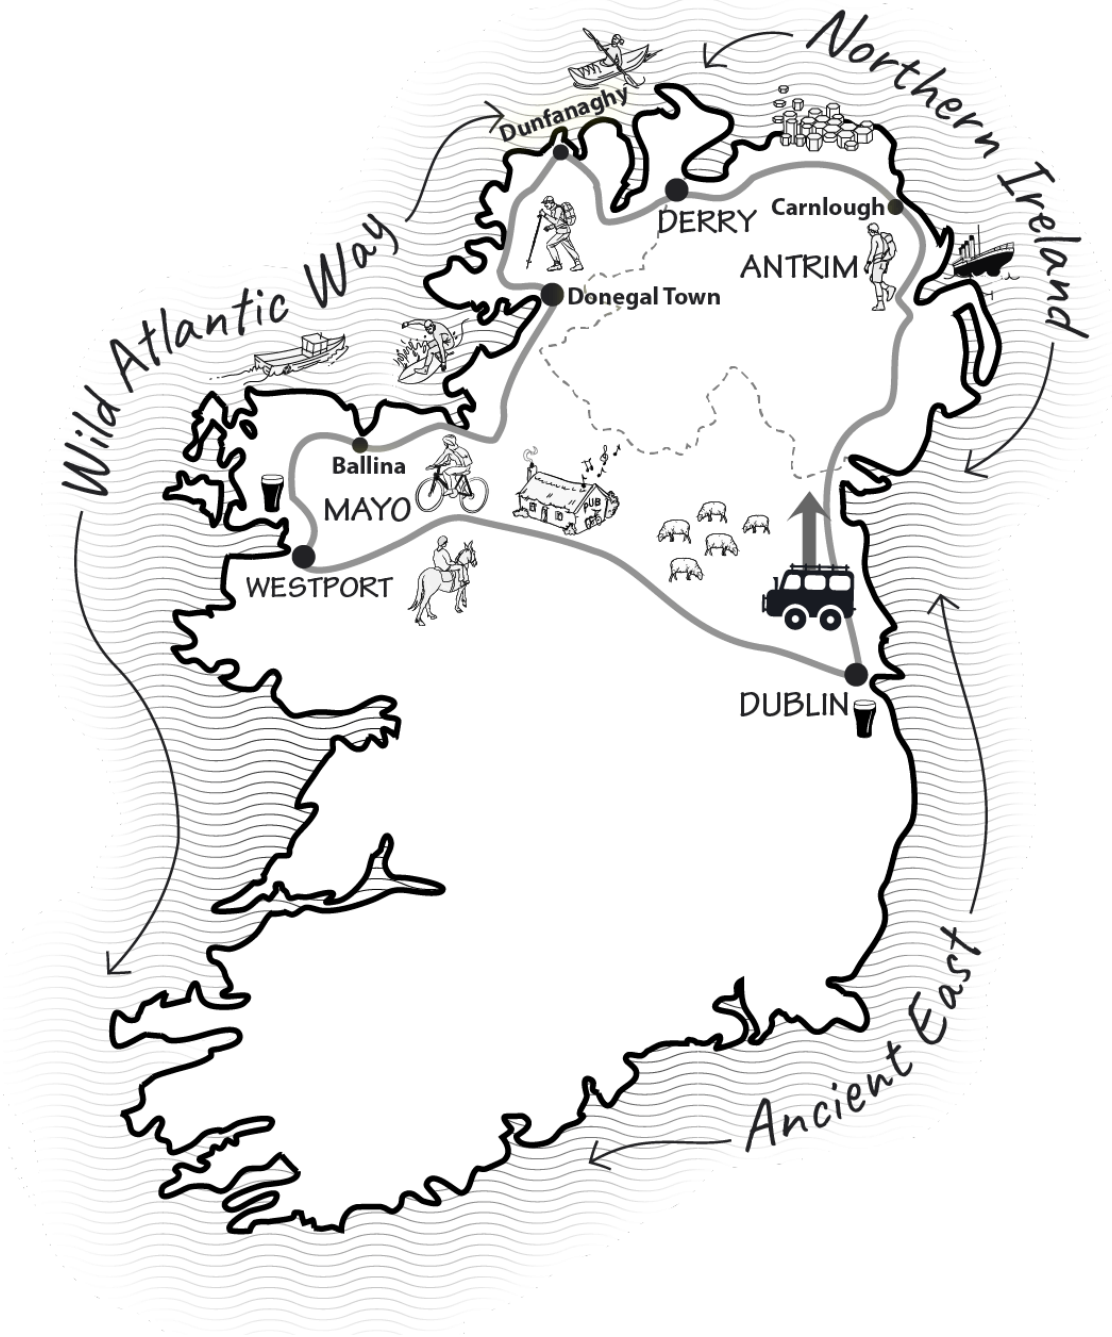 Northern Ireland
Dunfanaghy
DERRY
Carnlough
ANTRIM
Donegal Town
Wild Atlantic Way
Ballina
MAYO
PUB
WESTPORT
DUBLIN
Ancient East